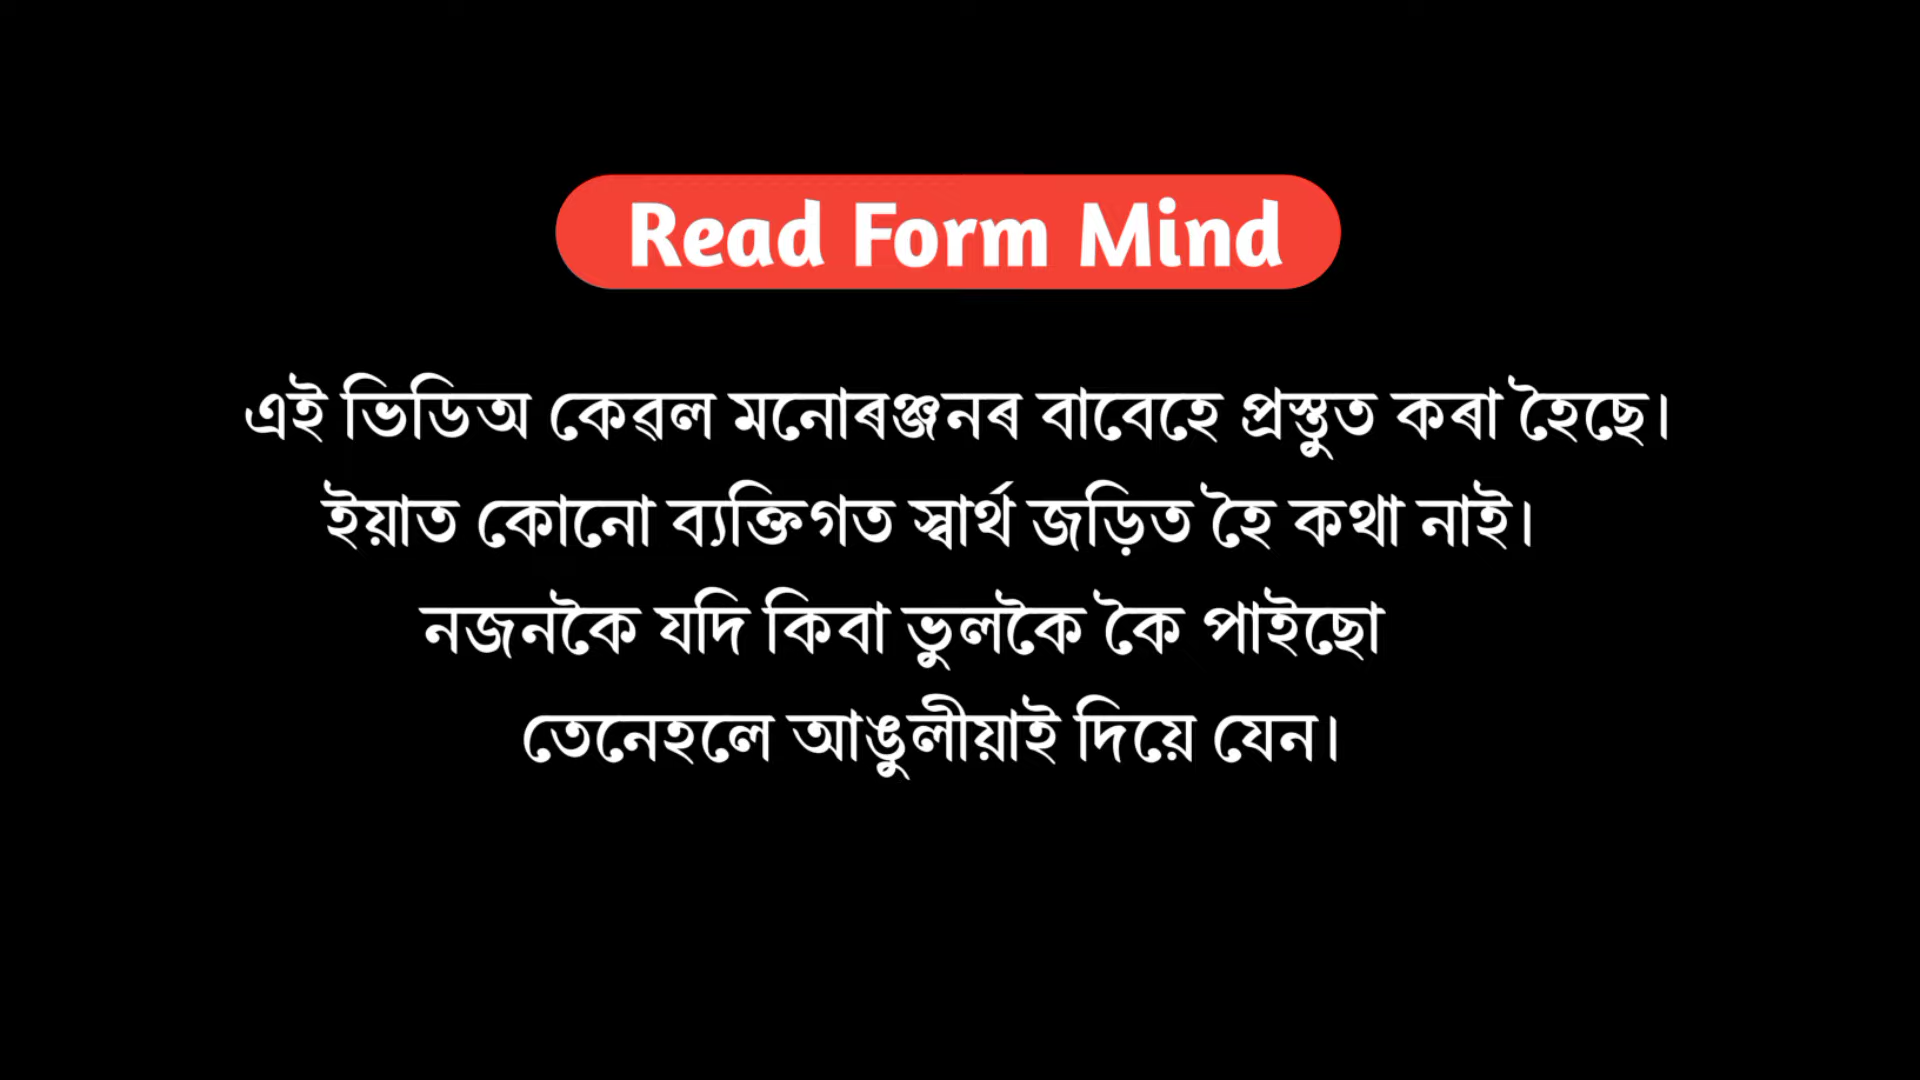 Read Form Mind
এই ভিডিঅ কেৱল মনোৰঞ্জনৰ বাবেহে প্ৰস্তুত কৰা হৈছে।
ইয়াত কোনো ব্যক্তিগত স্বাৰ্থ জড়িত হৈ কথা নাই।
নজনকৈ যদি কিবা ভুলকৈ কৈ পাইছো
তেনেহলে আঙুলীয়াই দিয়ে যেন।